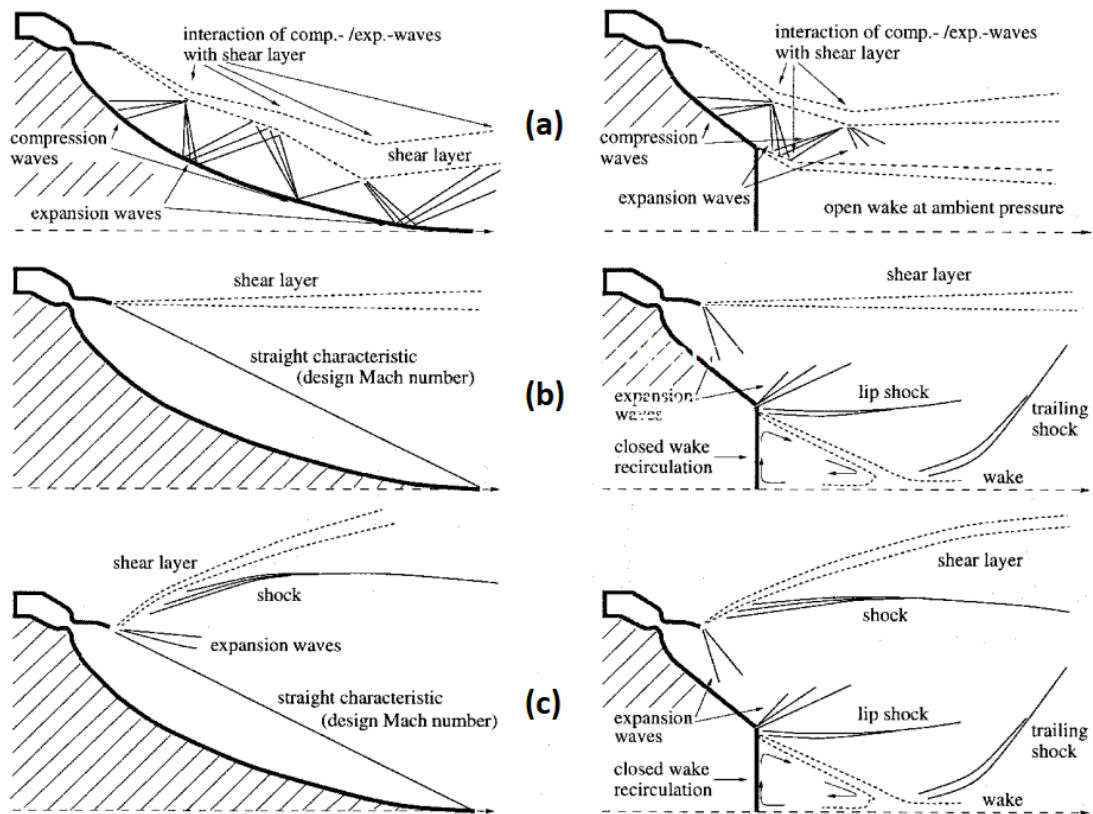 interaction of comp.- /exp.-waves
with shear layer
compression
waves
shear layer
expansion waves
(a)
interaction of comp.- /exp.-waves
with shear layer
compression
waves
expansion waves
open wake at ambient pressure
shear layer
straight characteristic
(design Mach number)
(b)
shear layer
expansion
waves
lip shock
closed wake
recirculation
trailing
shock
wake
shear layer
shock
expansion waves
straight characteristic
(design Mach number)
(c)
shear layer
shock
expansion
waves
lip shock
closed wake
recirculation
trailing
shock
wake